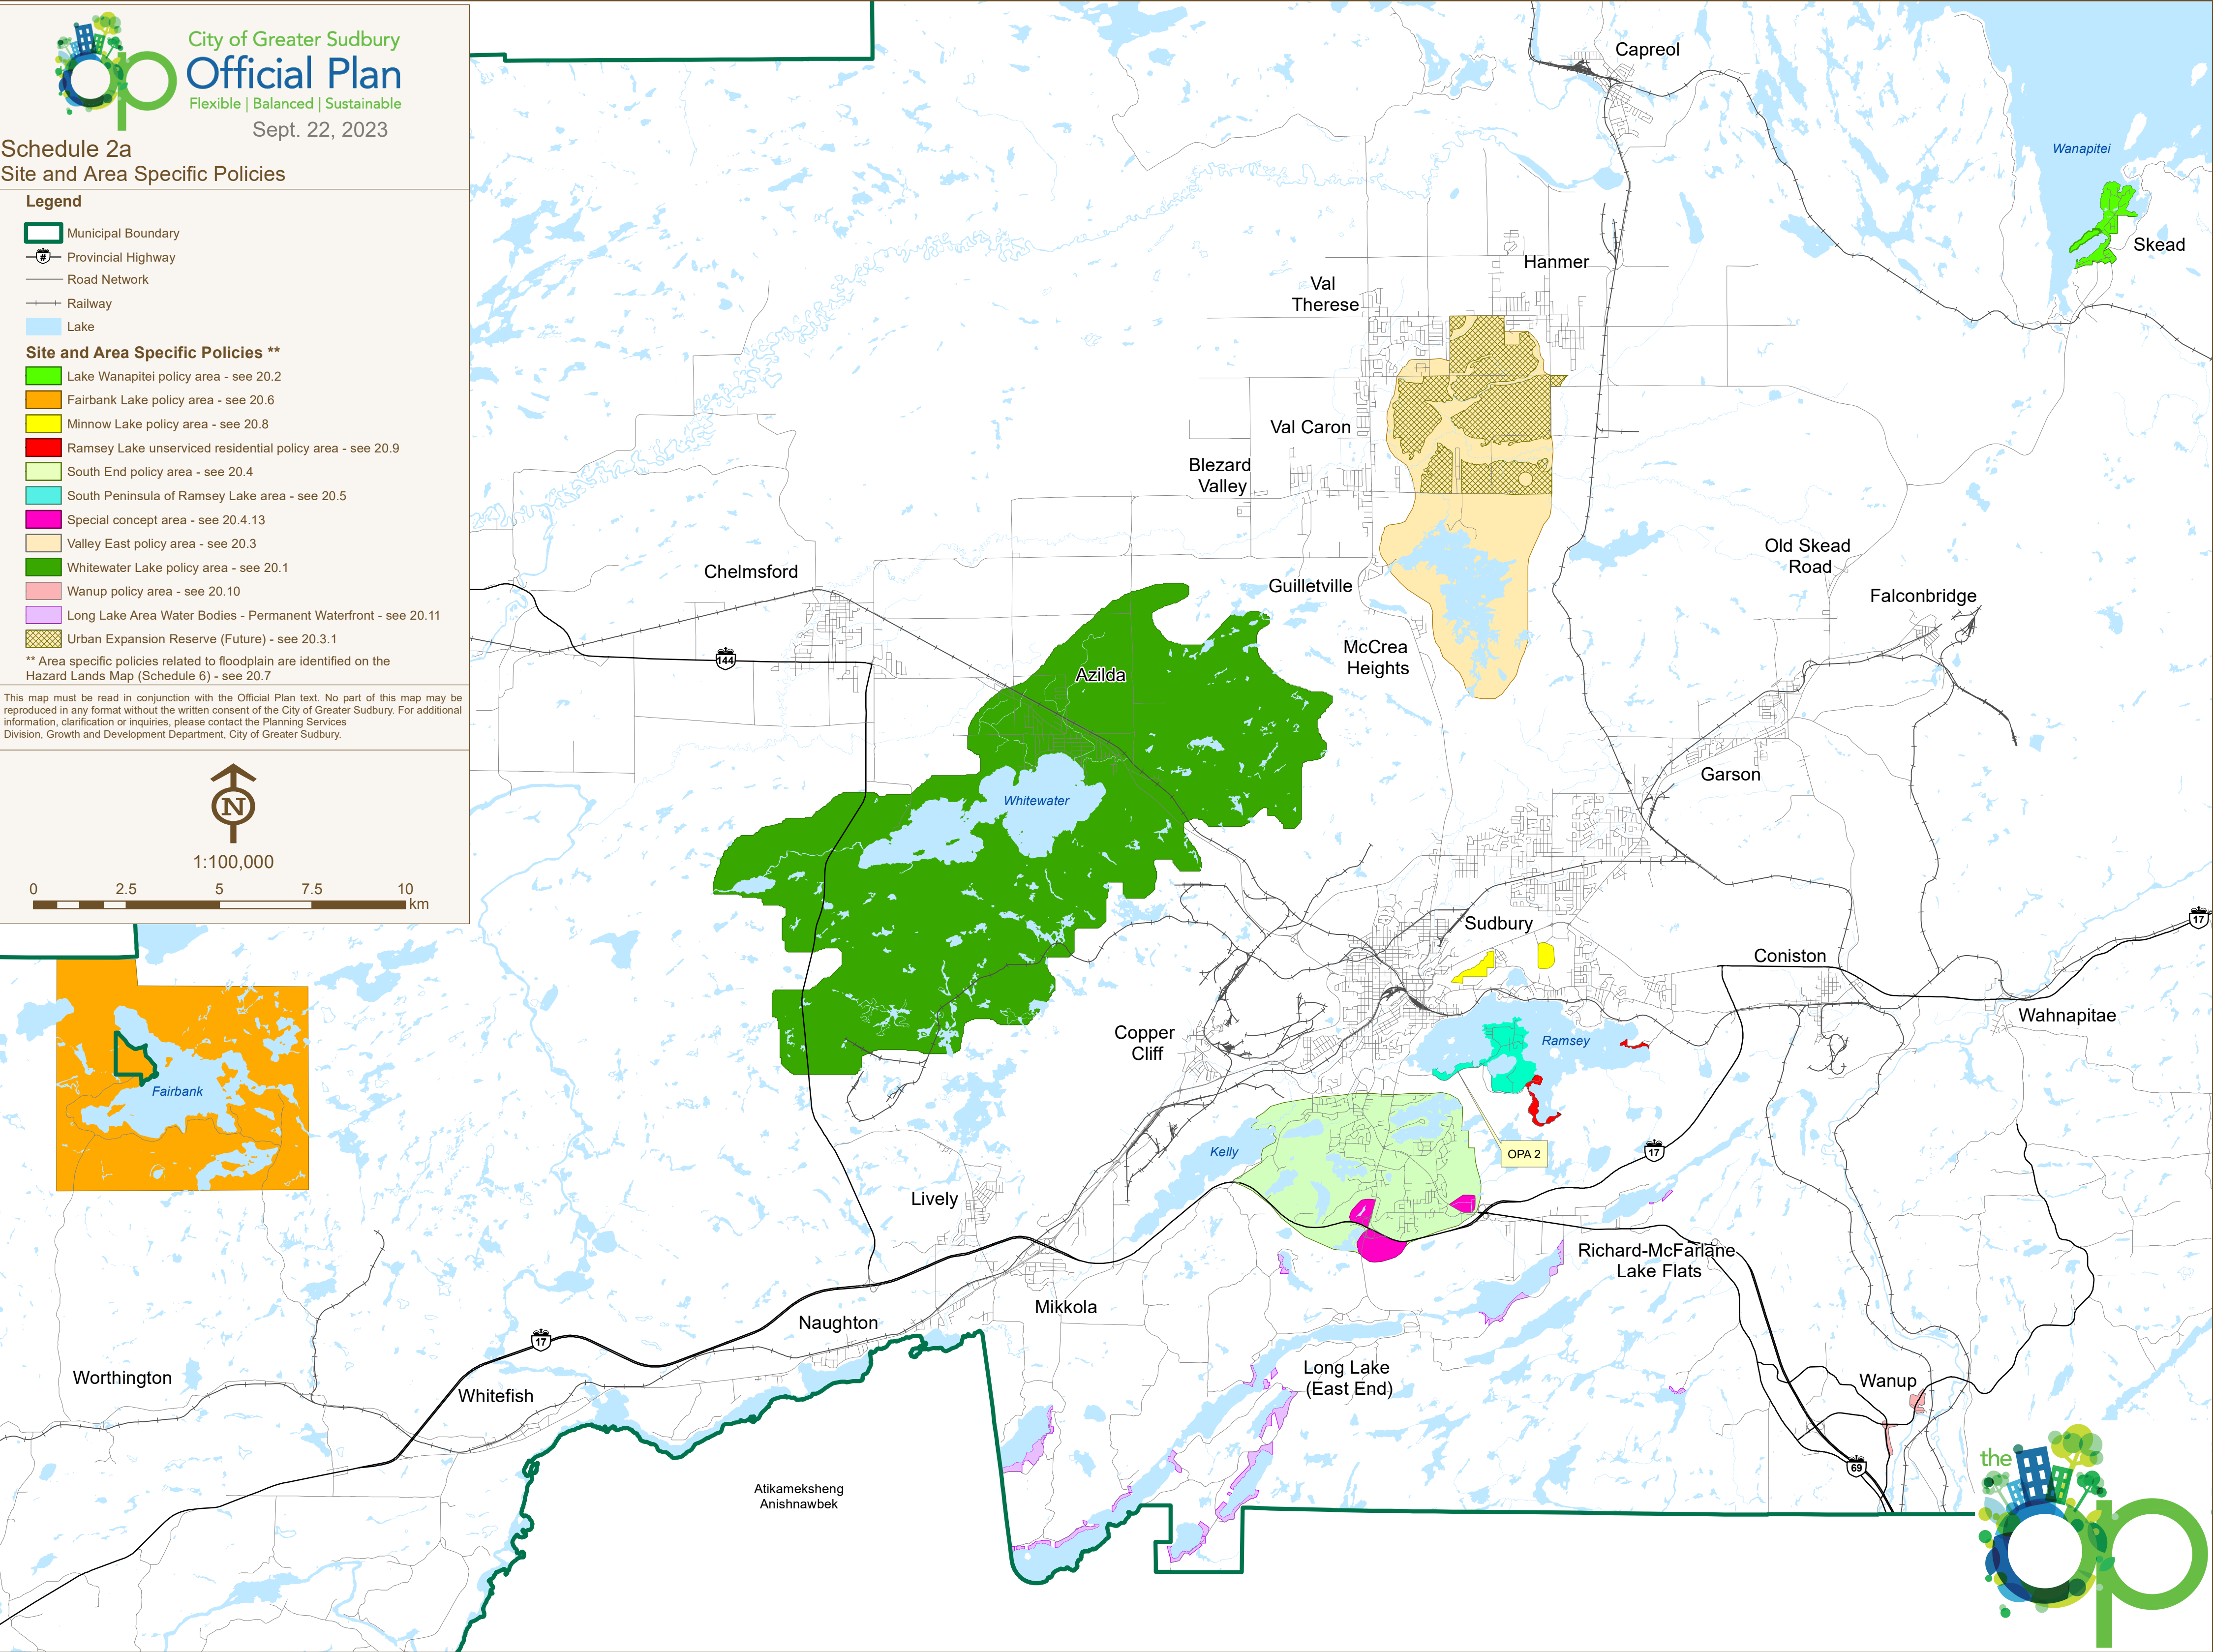 City of Greater Sudbury
Official Plan
Flexible | Balanced | Sustainable
Sept. 22, 2023
Schedule 2a
Site and Area Specific Policies
Legend
Municipal Boundary
# Provincial Highway
Road Network
Railway
Lake
Site and Area Specific Policies **
Lake Wanapitei policy area - see 20.2
Fairbank Lake policy area - see 20.6
Minnow Lake policy area - see 20.8
Ramsey Lake unserviced residential policy area - see 20.9
South End policy area - see 20.4
South Peninsula of Ramsey Lake area - see 20.5
Special concept area - see 20.4.13
Valley East policy area - see 20.3
Whitewater Lake policy area - see 20.1
Wanup policy area - see 20.10
Long Lake Area Water Bodies - Permanent Waterfront - see 20.11
Urban Expansion Reserve (Future) - see 20.3.1
** Area specific policies related to floodplain are identified on the
Hazard Lands Map (Schedule 6) - see 20.7
This map must be read in conjunction with the Official Plan text. No part of this map may be
reproduced in any format without the written consent of the City of Greater Sudbury. For additional
information, clarification or inquiries, please contact the Planning Services
Division, Growth and Development Department, City of Greater Sudbury.
N
1:100,000
0 2.5 5 7.5 10
km
Capreol
Wanapitei
Skead
Hanmer
Val
Therese
Val Caron
Blezard
Valley
Old Skead
Road
Chelmsford
Guilletville
Falconbridge
McCrea
Heights
144
Azilda
Garson
Whitewater
Sudbury
17
Coniston
Wahnapitae
Copper
Cliff
Ramsey
Fairbank
Kelly
OPA 2
17
Lively
Richard-McFarlane
Lake Flats
Mikkola
Naughton
17
Worthington
Whitefish
Long Lake
(East End)
Wanup
69
Atikameksheng
Anishnawbek
the
op